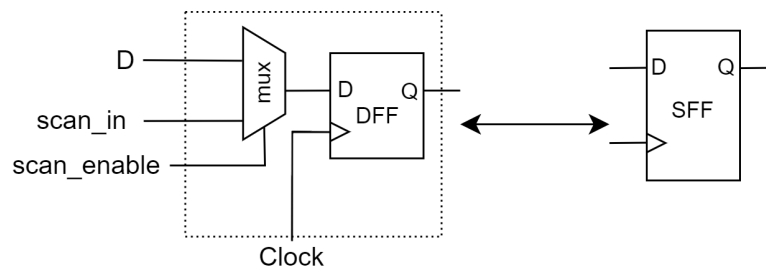 D
scan_in
scan_enable
mux
D Q
DFF
Clock
D Q
SFF